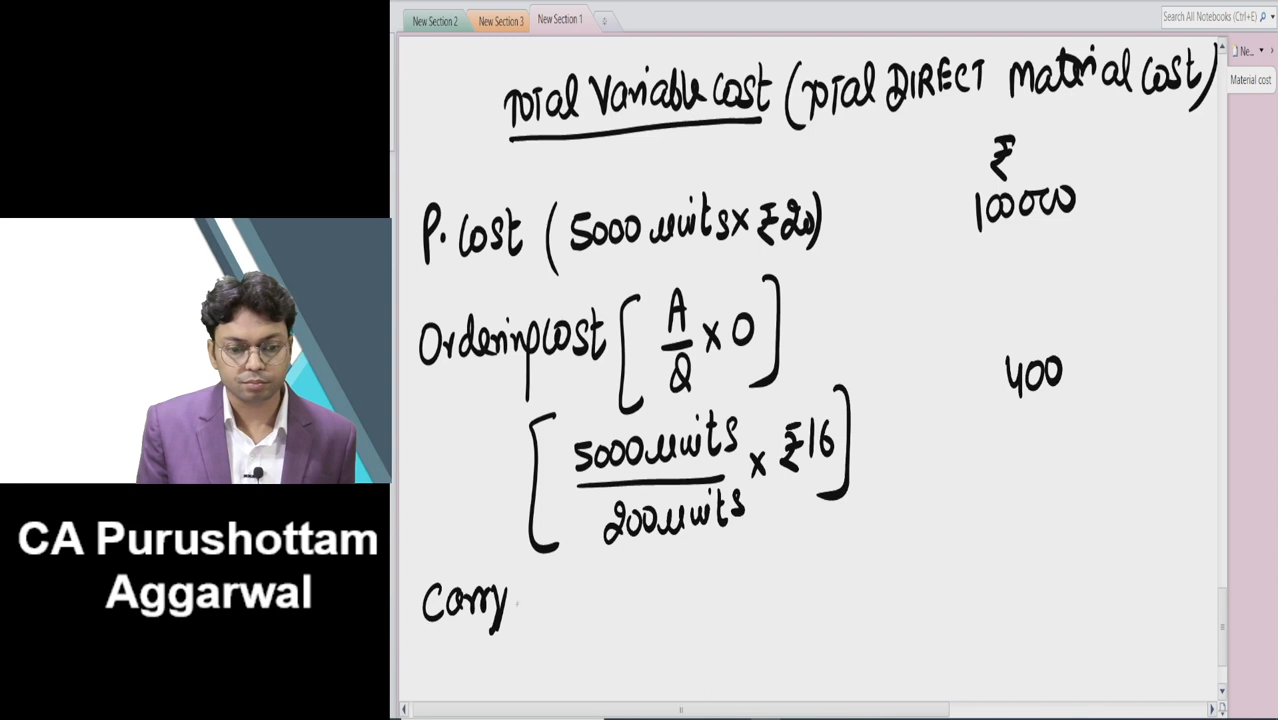 New Section 2 New Section 3 New Section 1
Search All Notebooks (Ctrl+E)
Ne...
Material cost
Total Variable Cost (Total DIRECT Material Cost)
₹
P. Cost (5000 units × ₹20) 100000
Ordering Cost [A/Q × O]
400
[5000 units / 200 units × ₹16]
Carry
CA Purushottam
Aggarwal